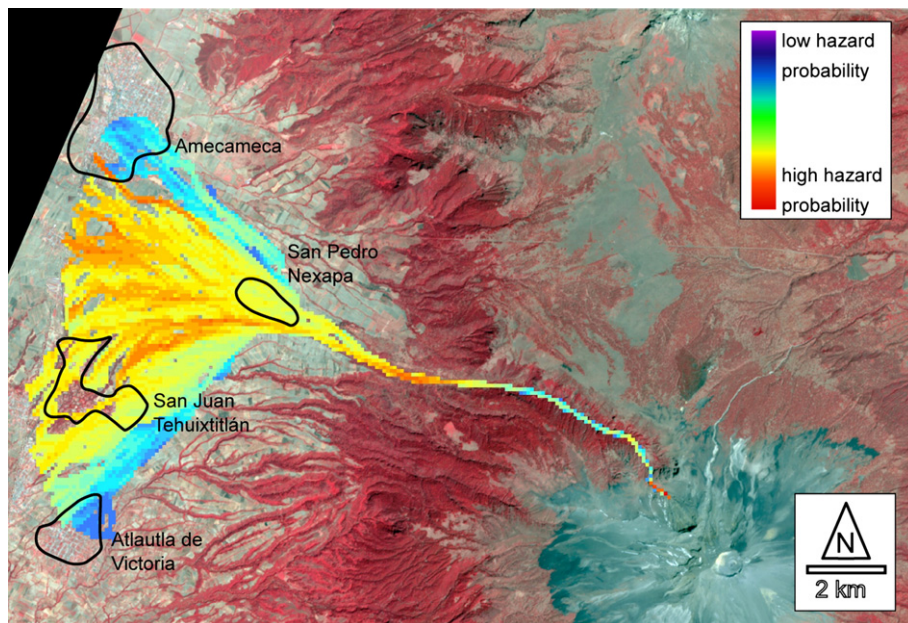 low hazard
probability
high hazard
probability
Amecameca
San Pedro
Nexapa
San Juan
Tehuixtitlán
Atlautla de
Victoria
N
2 km